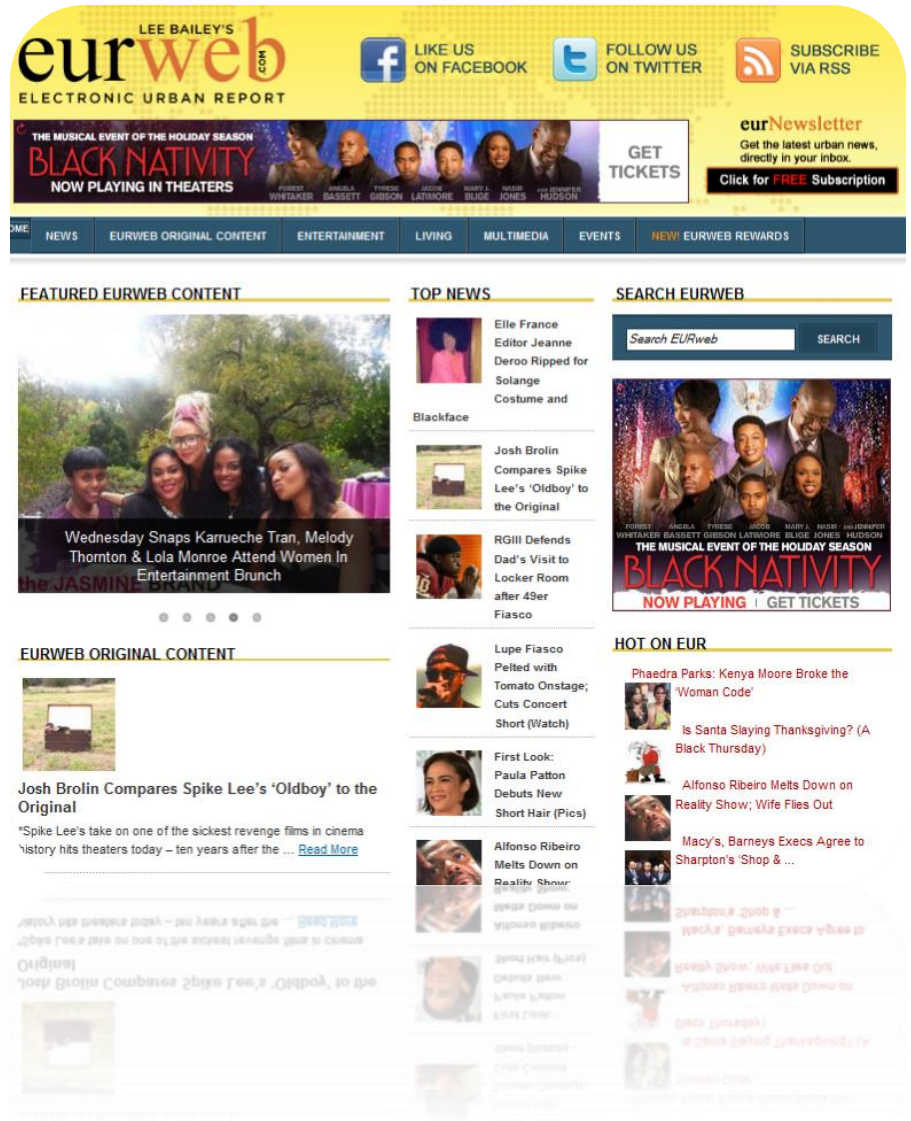 LEE BAILEY'S
eurweb.COM
ELECTRONIC URBAN REPORT
LIKE US
ON FACEBOOK
FOLLOW US
ON TWITTER
SUBSCRIBE
VIA RSS
THE MUSICAL EVENT OF THE HOLIDAY SEASON
BLACK NATIVITY
NOW PLAYING IN THEATERS
FOREST ANGELA TYRESE JACOB MARY J. NASIR AND JENNIFER
WHITAKER BASSETT GIBSON LATIMORE BLIGE JONES HUDSON
GET
TICKETS
eurNewsletter
Get the latest urban news,
directly in your inbox.
Click for FREE Subscription
OME NEWS EURWEB ORIGINAL CONTENT ENTERTAINMENT LIVING MULTIMEDIA EVENTS NEW! EURWEB REWARDS
FEATURED EURWEB CONTENT
Wednesday Snaps Karrueche Tran, Melody
Thornton & Lola Monroe Attend Women In
Entertainment Brunch
the JASMINE BRAND
EURWEB ORIGINAL CONTENT
Josh Brolin Compares Spike Lee's ‘Oldboy’ to the
Original
*Spike Lee's take on one of the sickest revenge films in cinema
history hits theaters today – ten years after the ... Read More
TOP NEWS
Elle France
Editor Jeanne
Deroo Ripped for
Solange
Costume and
Blackface
Josh Brolin
Compares Spike
Lee's ‘Oldboy’ to
the Original
RGIII Defends
Dad's Visit to
Locker Room
after 49er
Fiasco
Lupe Fiasco
Pelted with
Tomato Onstage;
Cuts Concert
Short (Watch)
First Look:
Paula Patton
Debuts New
Short Hair (Pics)
Alfonso Ribeiro
Melts Down on
Reality Show:
SEARCH EURWEB
Search EURweb
SEARCH
FOREST ANGELA TYRESE JACOB MARY J. NASIR AND JENNIFER
WHITAKER BASSETT GIBSON LATIMORE BLIGE JONES HUDSON
THE MUSICAL EVENT OF THE HOLIDAY SEASON
BLACK NATIVITY
NOW PLAYING | GET TICKETS
HOT ON EUR
Phaedra Parks: Kenya Moore Broke the
‘Woman Code’
Is Santa Slaying Thanksgiving? (A
Black Thursday)
Alfonso Ribeiro Melts Down on
Reality Show; Wife Flies Out
Macy's, Barneys Execs Agree to
Sharpton's ‘Shop & ...